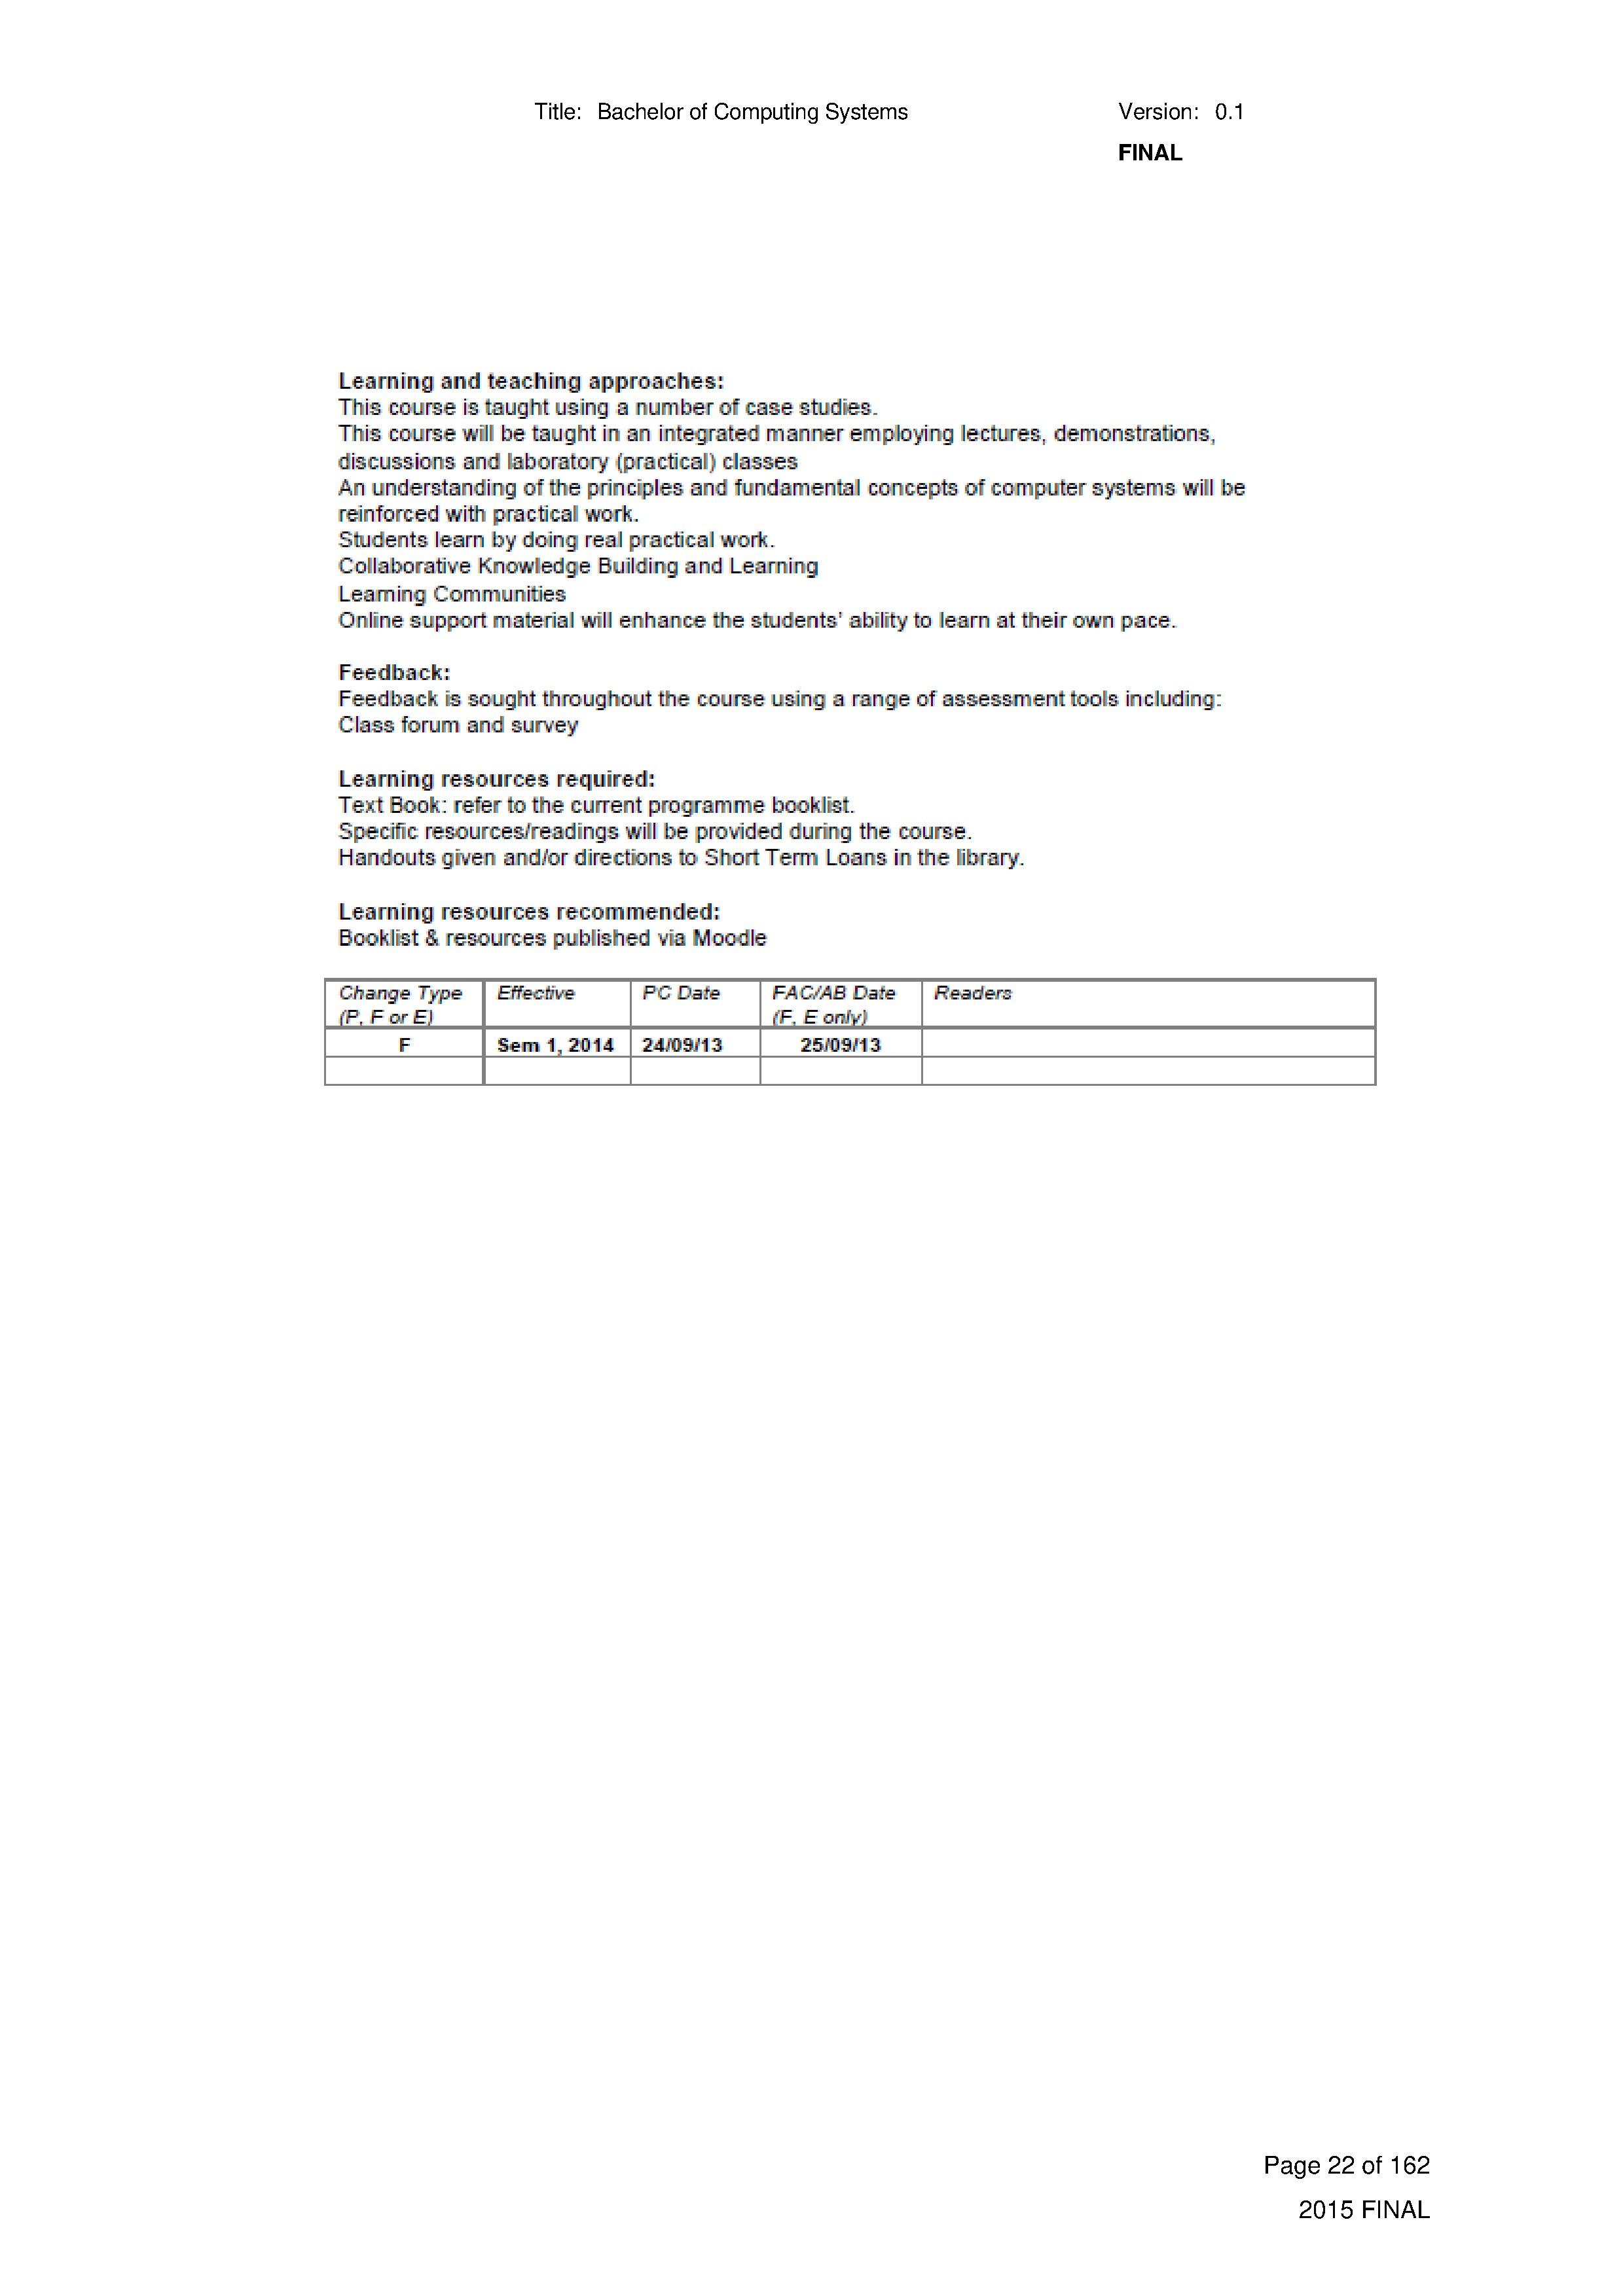 Title: Bachelor of Computing Systems Version: 0.1
FINAL
Learning and teaching approaches:
This course is taught using a number of case studies.
This course will be taught in an integrated manner employing lectures, demonstrations,
discussions and laboratory (practical) classes
An understanding of the principles and fundamental concepts of computer systems will be
reinforced with practical work.
Students learn by doing real practical work.
Collaborative Knowledge Building and Learning
Learning Communities
Online support material will enhance the students' ability to learn at their own pace.
Feedback:
Feedback is sought throughout the course using a range of assessment tools including:
Class forum and survey
Learning resources required:
Text Book: refer to the current programme booklist.
Specific resources/readings will be provided during the course.
Handouts given and/or directions to Short Term Loans in the library.
Learning resources recommended:
Booklist & resources published via Moodle
Change Type Effective PC Date FAC/AB Date Readers
(P, F or E) (F, E only)
F Sem 1, 2014 24/09/13 25/09/13
Page 22 of 162
2015 FINAL